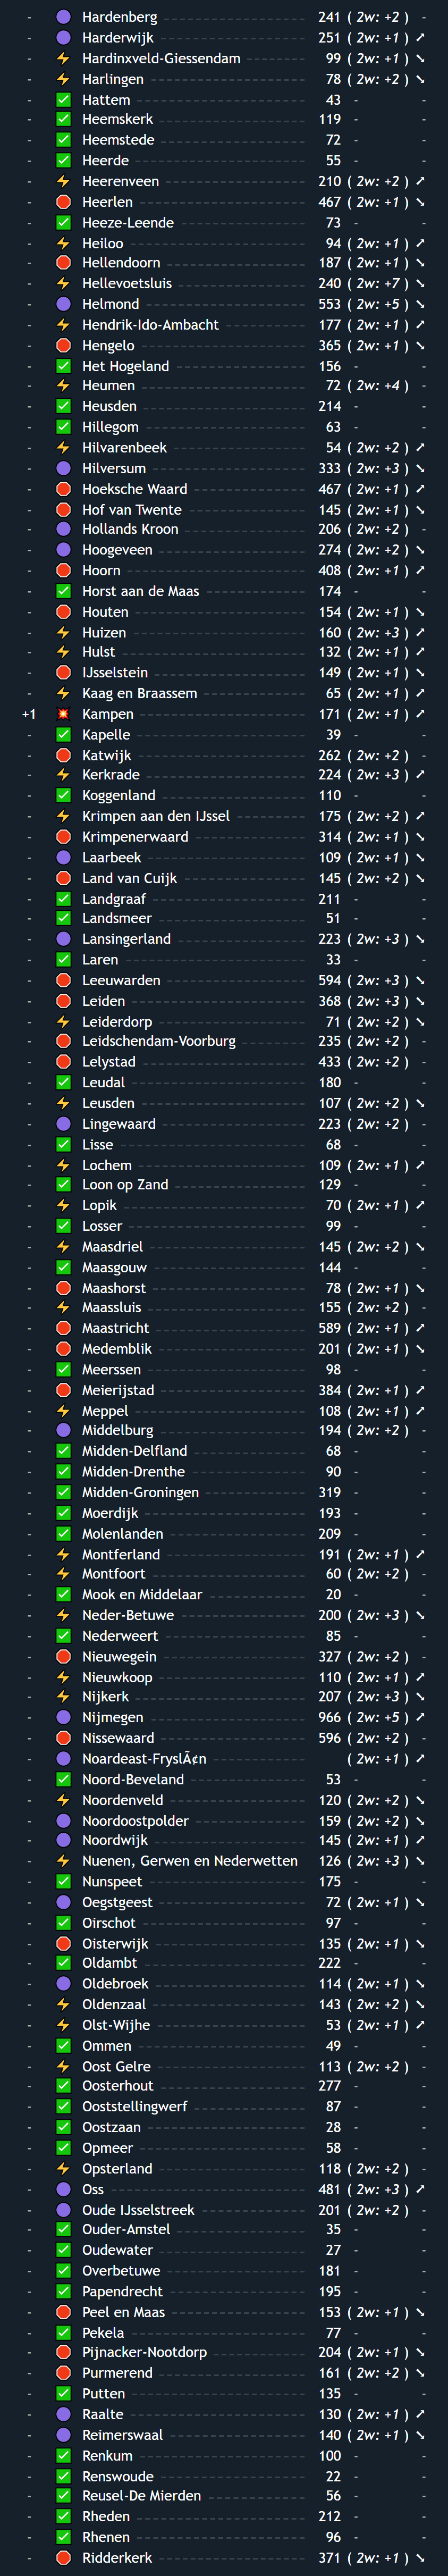 - Hardenberg 241 ( 2w: +2 ) -
- Harderwijk 251 ( 2w: +1 ) ↗
- Hardinxveld-Giessendam 99 ( 2w: +1 ) ↘
- Harlingen 78 ( 2w: +2 ) ↘
- Hattem 43 - -
- Heemskerk 119 - -
- Heemstede 72 - -
- Heerde 55 - -
- Heerenveen 210 ( 2w: +2 ) ↗
- Heerlen 467 ( 2w: +1 ) ↘
- Heeze-Leende 73 - -
- Heiloo 94 ( 2w: +1 ) ↗
- Hellendoorn 187 ( 2w: +1 ) ↘
- Hellevoetsluis 240 ( 2w: +7 ) ↘
- Helmond 553 ( 2w: +5 ) ↘
- Hendrik-Ido-Ambacht 177 ( 2w: +1 ) ↗
- Hengelo 365 ( 2w: +1 ) ↘
- Het Hogeland 156 - -
- Heumen 72 ( 2w: +4 ) -
- Heusden 214 - -
- Hillegom 63 - -
- Hilvarenbeek 54 ( 2w: +2 ) ↗
- Hilversum 333 ( 2w: +3 ) ↘
- Hoeksche Waard 467 ( 2w: +1 ) ↗
- Hof van Twente 145 ( 2w: +1 ) ↘
- Hollands Kroon 206 ( 2w: +2 ) -
- Hoogeveen 274 ( 2w: +2 ) ↘
- Hoorn 408 ( 2w: +1 ) ↗
- Horst aan de Maas 174 - -
- Houten 154 ( 2w: +1 ) ↘
- Huizen 160 ( 2w: +3 ) ↗
- Hulst 132 ( 2w: +1 ) ↗
- IJsselstein 149 ( 2w: +1 ) ↘
- Kaag en Braassem 65 ( 2w: +1 ) ↗
+1 Kampen 171 ( 2w: +1 ) ↗
- Kapelle 39 - -
- Katwijk 262 ( 2w: +2 ) -
- Kerkrade 224 ( 2w: +3 ) ↗
- Koggenland 110 - -
- Krimpen aan den IJssel 175 ( 2w: +2 ) ↗
- Krimpenerwaard 314 ( 2w: +1 ) ↘
- Laarbeek 109 ( 2w: +1 ) ↘
- Land van Cuijk 145 ( 2w: +2 ) ↘
- Landgraaf 211 - -
- Landsmeer 51 - -
- Lansingerland 223 ( 2w: +3 ) ↘
- Laren 33 - -
- Leeuwarden 594 ( 2w: +3 ) ↘
- Leiden 368 ( 2w: +3 ) ↘
- Leiderdorp 71 ( 2w: +2 ) ↘
- Leidschendam-Voorburg 235 ( 2w: +2 ) -
- Lelystad 433 ( 2w: +2 ) -
- Leudal 180 - -
- Leusden 107 ( 2w: +2 ) ↘
- Lingewaard 223 ( 2w: +2 ) -
- Lisse 68 - -
- Lochem 109 ( 2w: +1 ) ↗
- Loon op Zand 129 - -
- Lopik 70 ( 2w: +1 ) ↗
- Losser 99 - -
- Maasdriel 145 ( 2w: +2 ) ↘
- Maasgouw 144 - -
- Maashorst 78 ( 2w: +1 ) ↘
- Maassluis 155 ( 2w: +2 ) -
- Maastricht 589 ( 2w: +1 ) ↗
- Medemblik 201 ( 2w: +1 ) ↘
- Meerssen 98 - -
- Meierijstad 384 ( 2w: +1 ) ↗
- Meppel 108 ( 2w: +1 ) ↗
- Middelburg 194 ( 2w: +2 ) -
- Midden-Delfland 68 - -
- Midden-Drenthe 90 - -
- Midden-Groningen 319 - -
- Moerdijk 193 - -
- Molenlanden 209 - -
- Montferland 191 ( 2w: +1 ) ↗
- Montfoort 60 ( 2w: +2 ) -
- Mook en Middelaar 20 - -
- Neder-Betuwe 200 ( 2w: +3 ) ↘
- Nederweert 85 - -
- Nieuwegein 327 ( 2w: +2 ) -
- Nieuwkoop 110 ( 2w: +1 ) ↗
- Nijkerk 207 ( 2w: +3 ) ↘
- Nijmegen 966 ( 2w: +5 ) ↗
- Nissewaard 596 ( 2w: +2 ) -
- Noardeast-FryslÃ¢n ( 2w: +1 ) ↗
- Noord-Beveland 53 - -
- Noordenveld 120 ( 2w: +2 ) ↘
- Noordoostpolder 159 ( 2w: +2 ) ↘
- Noordwijk 145 ( 2w: +1 ) ↗
- Nuenen, Gerwen en Nederwetten 126 ( 2w: +3 ) ↘
- Nunspeet 175 - -
- Oegstgeest 72 ( 2w: +1 ) ↘
- Oirschot 97 - -
- Oisterwijk 135 ( 2w: +1 ) ↘
- Oldambt 222 - -
- Oldebroek 114 ( 2w: +1 ) ↘
- Oldenzaal 143 ( 2w: +2 ) ↘
- Olst-Wijhe 53 ( 2w: +1 ) ↗
- Ommen 49 - -
- Oost Gelre 113 ( 2w: +2 ) -
- Oosterhout 277 - -
- Ooststellingwerf 87 - -
- Oostzaan 28 - -
- Opmeer 58 - -
- Opsterland 118 ( 2w: +2 ) -
- Oss 481 ( 2w: +3 ) ↗
- Oude IJsselstreek 201 ( 2w: +2 ) -
- Ouder-Amstel 35 - -
- Oudewater 27 - -
- Overbetuwe 181 - -
- Papendrecht 195 - -
- Peel en Maas 153 ( 2w: +1 ) ↘
- Pekela 77 - -
- Pijnacker-Nootdorp 204 ( 2w: +1 ) ↘
- Purmerend 161 ( 2w: +2 ) ↘
- Putten 135 - -
- Raalte 130 ( 2w: +1 ) ↗
- Reimerswaal 140 ( 2w: +1 ) ↘
- Renkum 100 - -
- Renswoude 22 - -
- Reusel-De Mierden 56 - -
- Rheden 212 - -
- Rhenen 96 - -
- Ridderkerk 371 ( 2w: +1 ) ↘